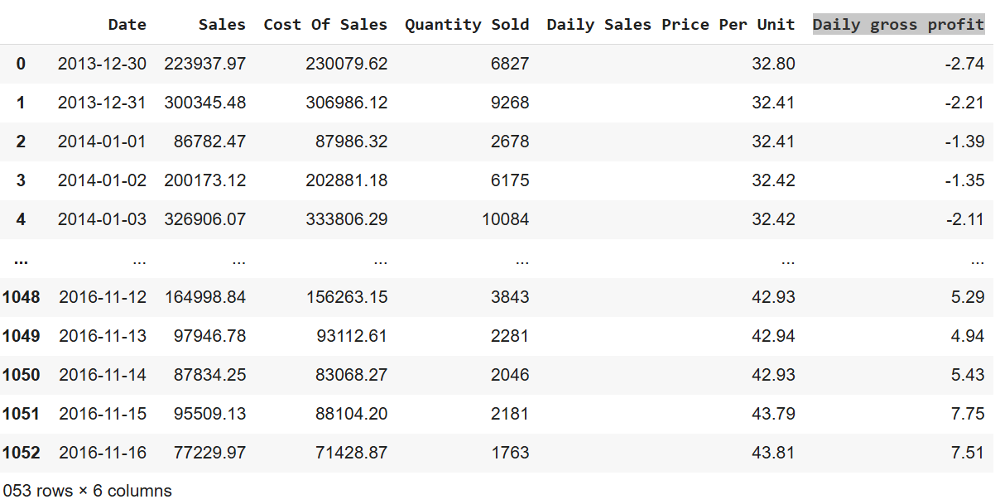 Date Sales Cost Of Sales Quantity Sold Daily Sales Price Per Unit Daily gross profit
0 2013-12-30 223937.97 230079.62 6827 32.80 -2.74
1 2013-12-31 300345.48 306986.12 9268 32.41 -2.21
2 2014-01-01 86782.47 87986.32 2678 32.41 -1.39
3 2014-01-02 200173.12 202881.18 6175 32.42 -1.35
4 2014-01-03 326906.07 333806.29 10084 32.42 -2.11
... ... ... ... ... ... ...
1048 2016-11-12 164998.84 156263.15 3843 42.93 5.29
1049 2016-11-13 97946.78 93112.61 2281 42.94 4.94
1050 2016-11-14 87834.25 83068.27 2046 42.93 5.43
1051 2016-11-15 95509.13 88104.20 2181 43.79 7.75
1052 2016-11-16 77229.97 71428.87 1763 43.81 7.51
053 rows × 6 columns